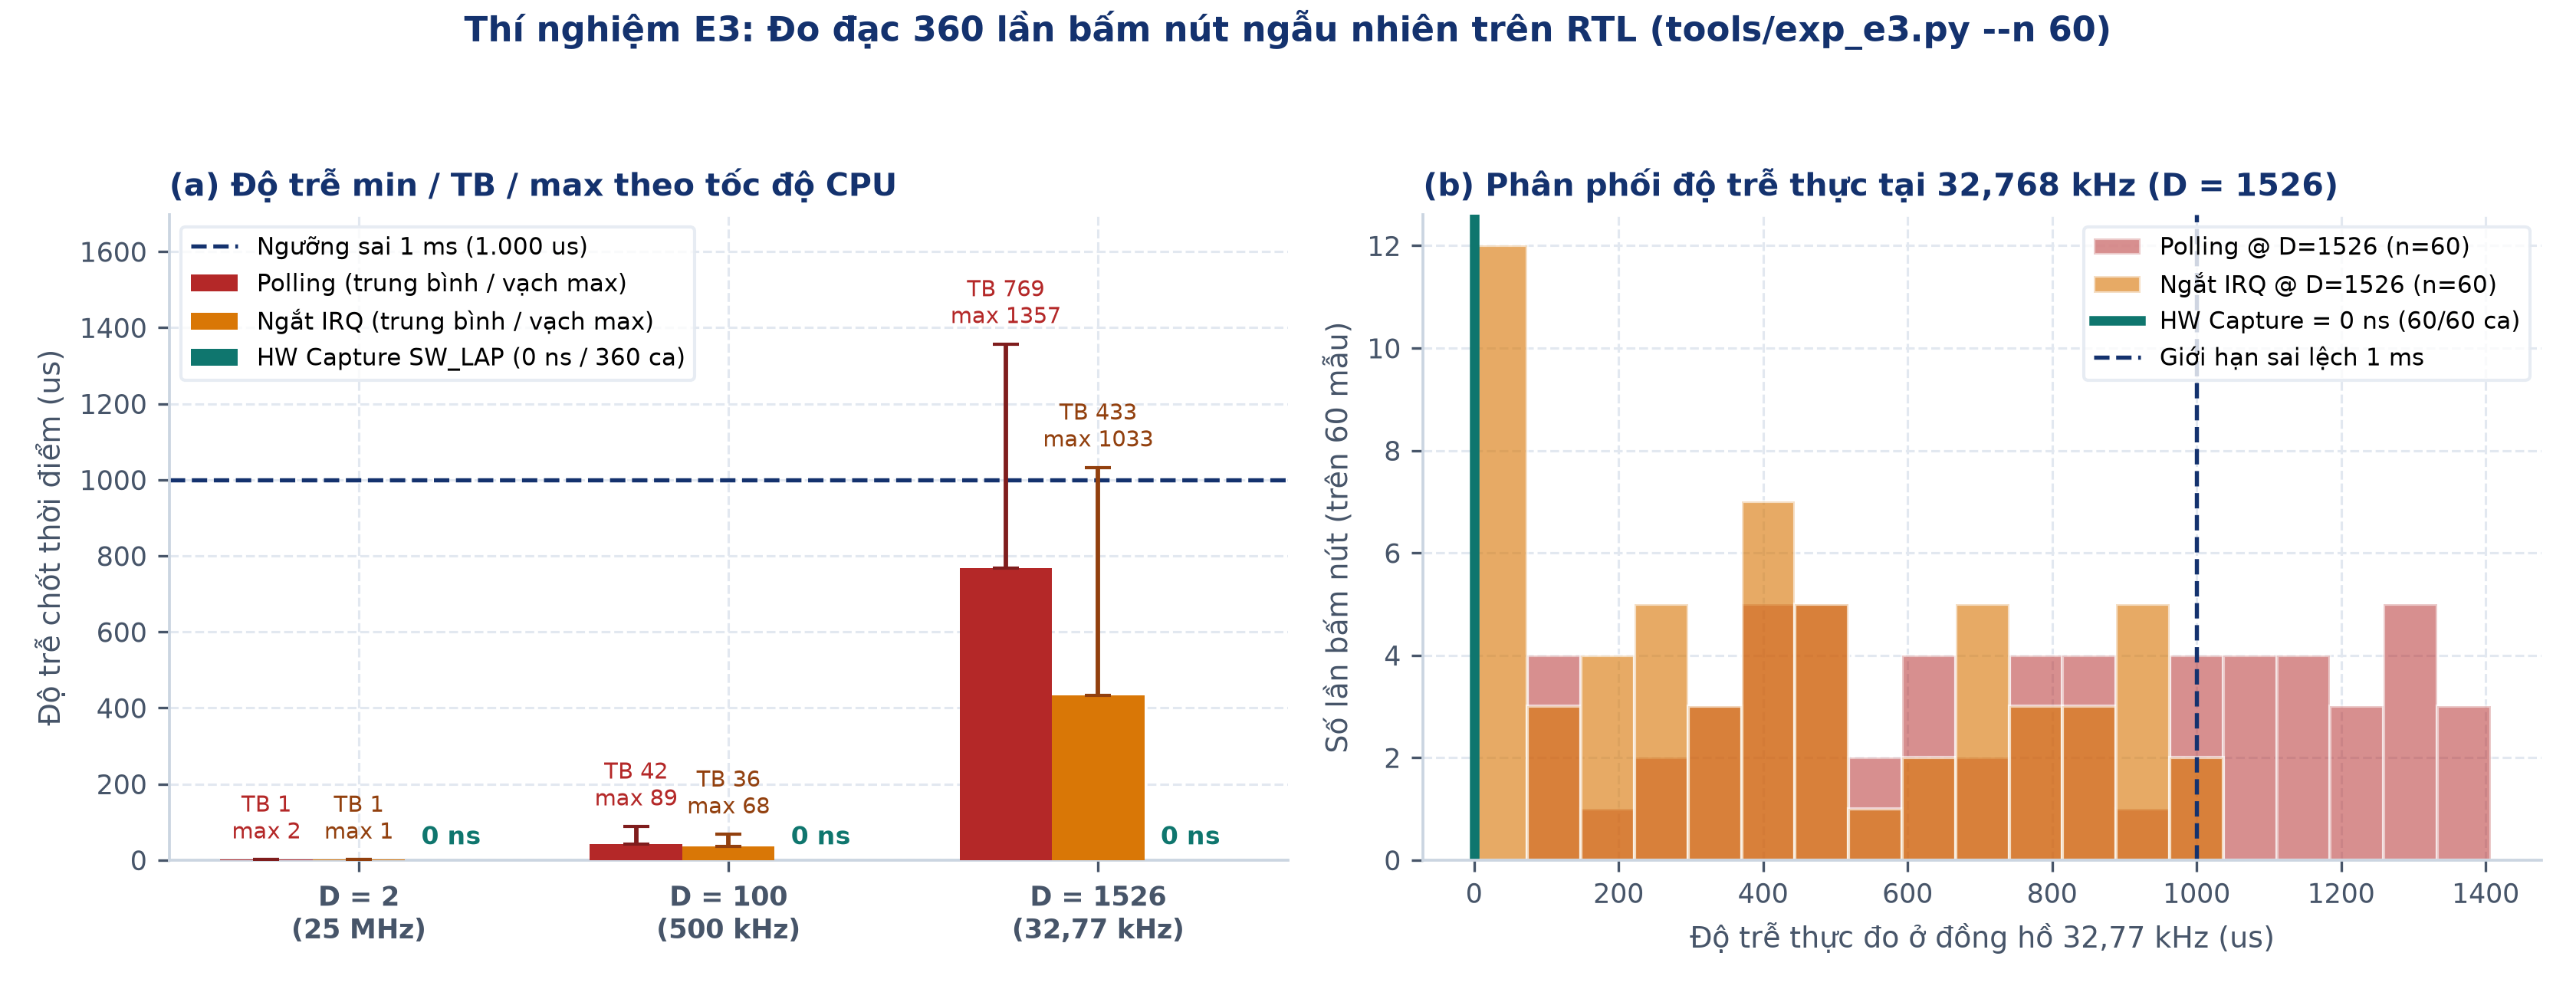 Thí nghiệm E3: Đo đạc 360 lần bấm nút ngẫu nhiên trên RTL (tools/exp_e3.py --n 60)
(a) Độ trễ min / TB / max theo tốc độ CPU
Độ trễ chốt thời điểm (us)
1600
1400
1200
1000
800
600
400
200
0
Ngưỡng sai 1 ms (1.000 us)
Polling (trung bình / vạch max)
Ngắt IRQ (trung bình / vạch max)
HW Capture SW_LAP (0 ns / 360 ca)
TB 1
max 2
TB 1
max 1
0 ns
TB 42
max 89
TB 36
max 68
0 ns
TB 769
max 1357
TB 433
max 1033
0 ns
D = 2
(25 MHz)
D = 100
(500 kHz)
D = 1526
(32,77 kHz)
(b) Phân phối độ trễ thực tại 32,768 kHz (D = 1526)
Số lần bấm nút (trên 60 mẫu)
12
10
8
6
4
2
0
Polling @ D=1526 (n=60)
Ngắt IRQ @ D=1526 (n=60)
HW Capture = 0 ns (60/60 ca)
Giới hạn sai lệch 1 ms
0 200 400 600 800 1000 1200 1400
Độ trễ thực đo ở đồng hồ 32,77 kHz (us)